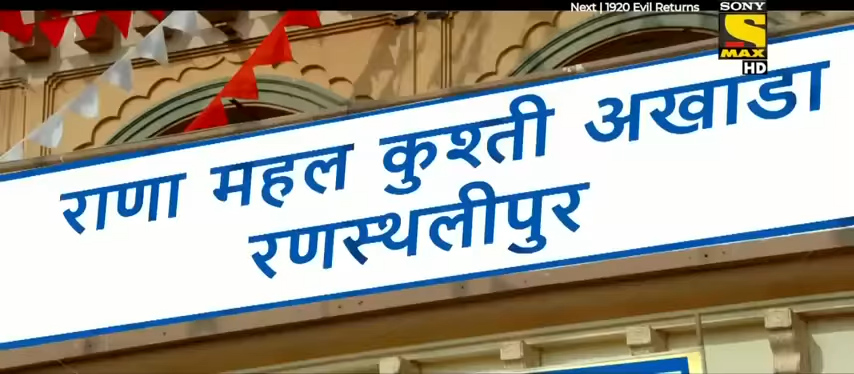 Next | 1920 Evil Returns
SONY
S
MAX
HD
राणा महल कुश्ती अखाडा
रणस्थलीपुर